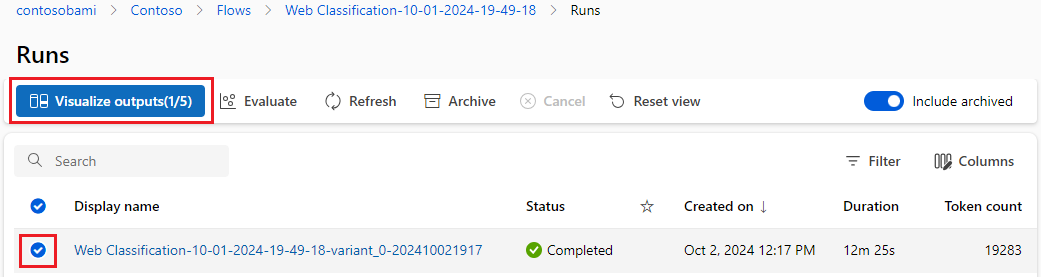 contosobami > Contoso > Flows > Web Classification-10-01-2024-19-49-18 > Runs
Runs
Visualize outputs(1/5) Evaluate Refresh Archive Cancel Reset view Include archived
Search Filter Columns
Display name Status Created on ↓ Duration Token count
Web Classification-10-01-2024-19-49-18-variant_0-202410021917 Completed Oct 2, 2024 12:17 PM 12m 25s 19283